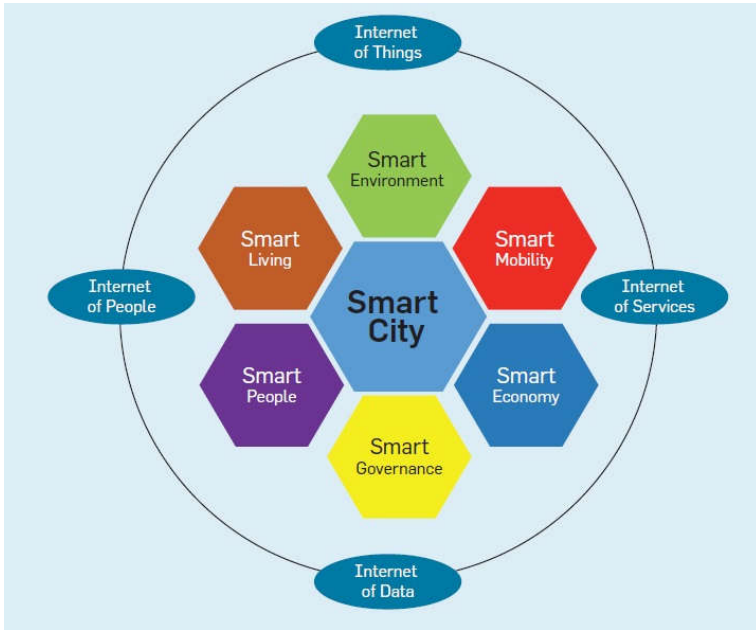 Internet
of Things
Smart
Environment
Smart
Living
Smart
Mobility
Internet
of People
Smart
City
Internet
of Services
Smart
People
Smart
Economy
Smart
Governance
Internet
of Data